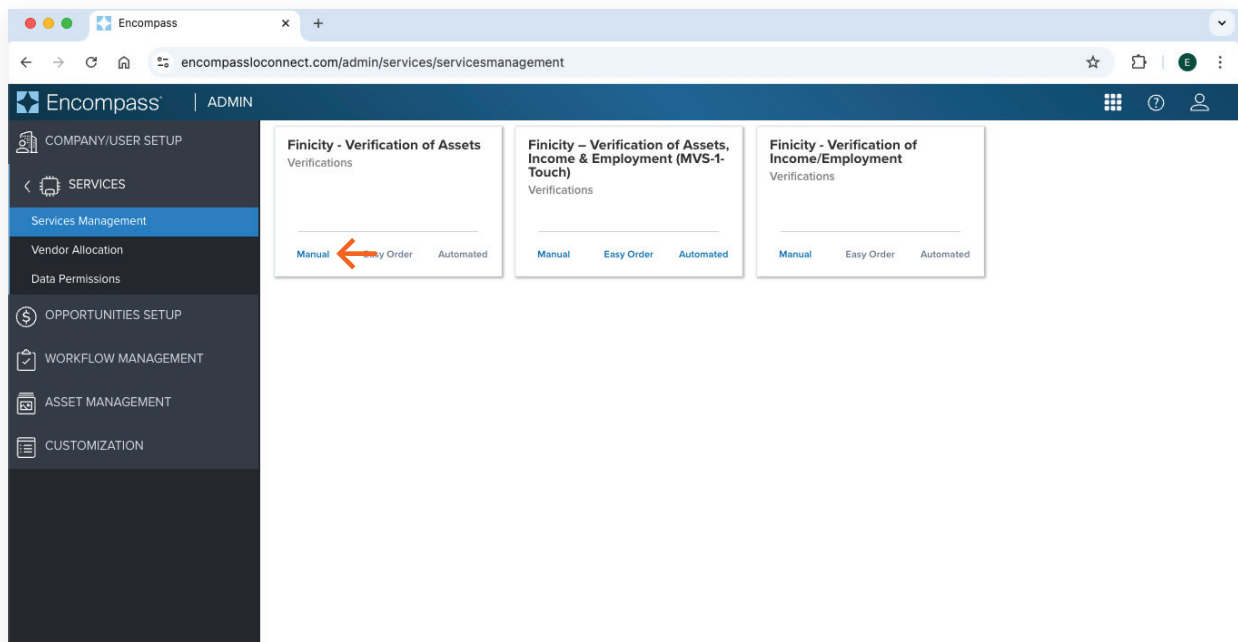 Encompass
encompassloconnect.com/admin/services/servicesmanagement
E
Encompass® | ADMIN
COMPANY/USER SETUP
SERVICES
Services Management
Vendor Allocation
Data Permissions
OPPORTUNITIES SETUP
WORKFLOW MANAGEMENT
ASSET MANAGEMENT
CUSTOMIZATION
Finicity - Verification of Assets
Verifications
Manual Easy Order Automated
Finicity – Verification of Assets,
Income & Employment (MVS-1-
Touch)
Verifications
Manual Easy Order Automated
Finicity - Verification of
Income/Employment
Verifications
Manual Easy Order Automated